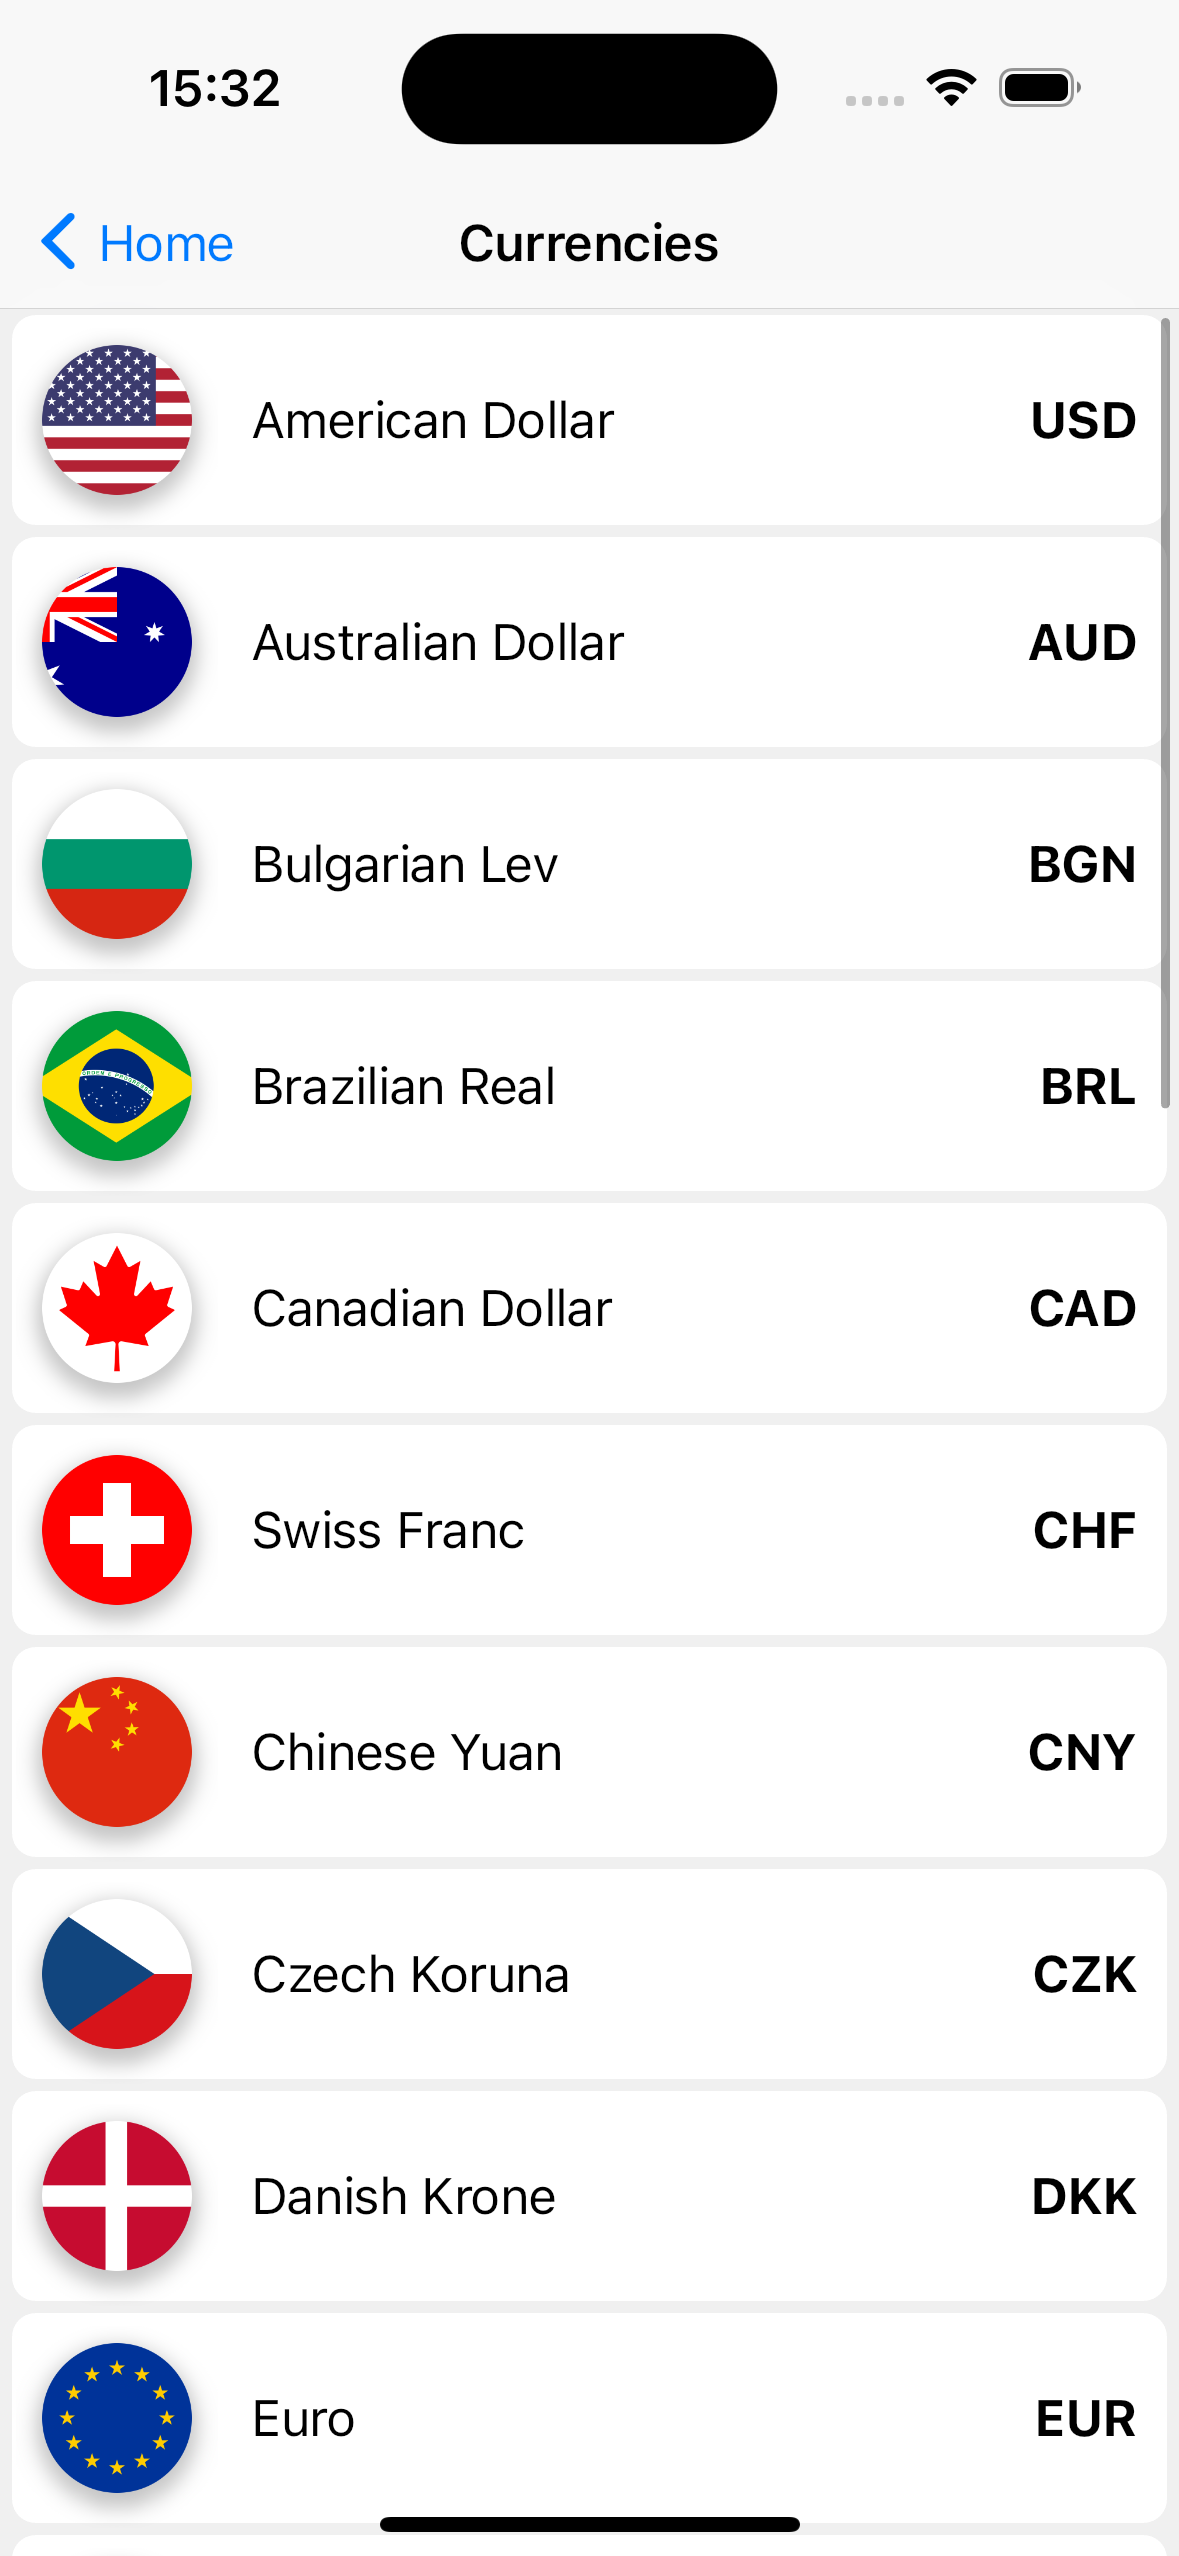 15:32
Home
Currencies
American Dollar
USD
Australian Dollar
AUD
Bulgarian Lev
BGN
Brazilian Real
BRL
Canadian Dollar
CAD
Swiss Franc
CHF
Chinese Yuan
CNY
Czech Koruna
CZK
Danish Krone
DKK
Euro
EUR